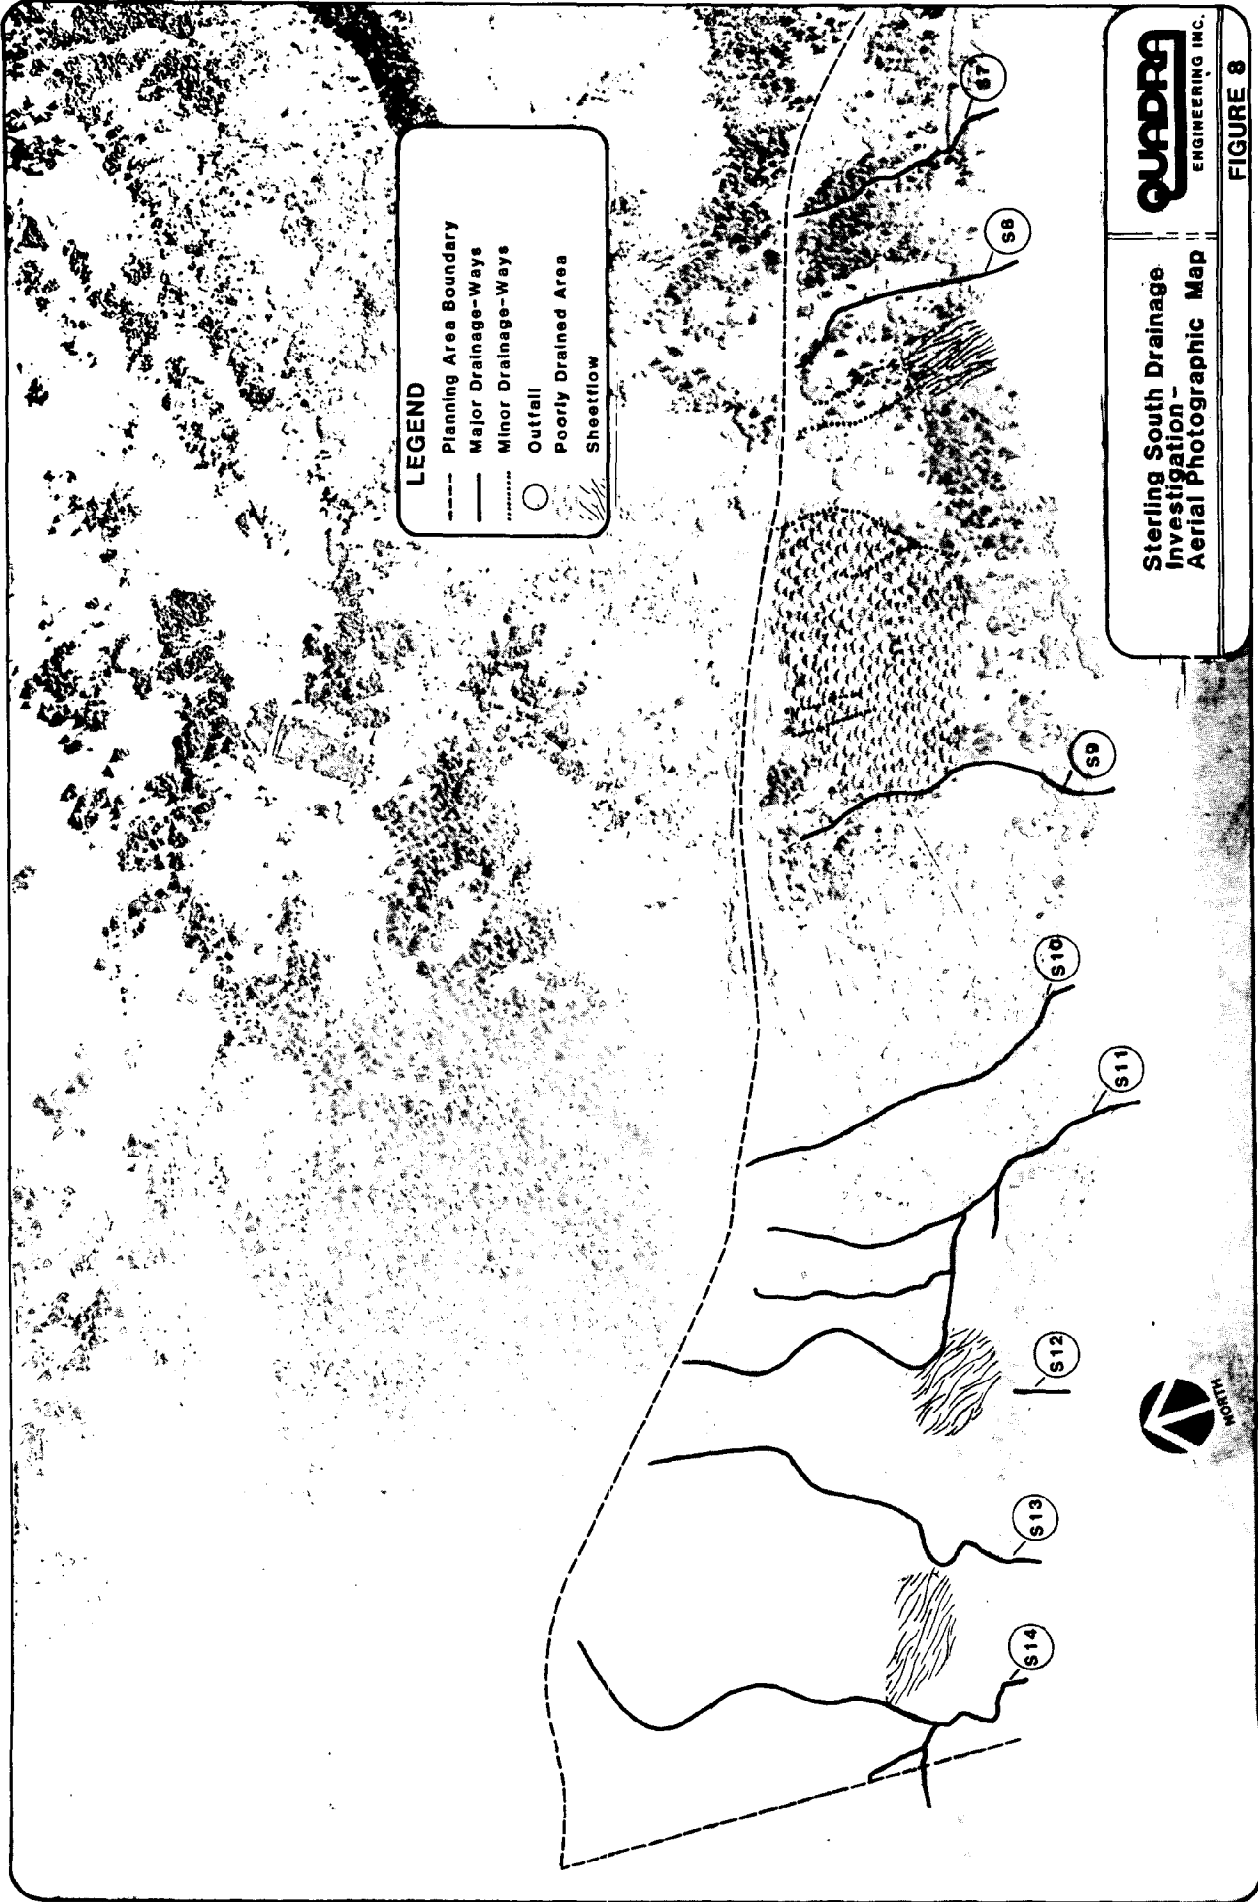 LEGEND
Planning Area Boundary
Major Drainage-Ways
Minor Drainage-Ways
Outfall
Poorly Drained Area
Sheetflow
S7
S8
S9
S10
S11
S12
S13
S14
NORTH
Sterling South Drainage
Investigation -
Aerial Photographic Map
QUADRA
ENGINEERING INC.
FIGURE 8